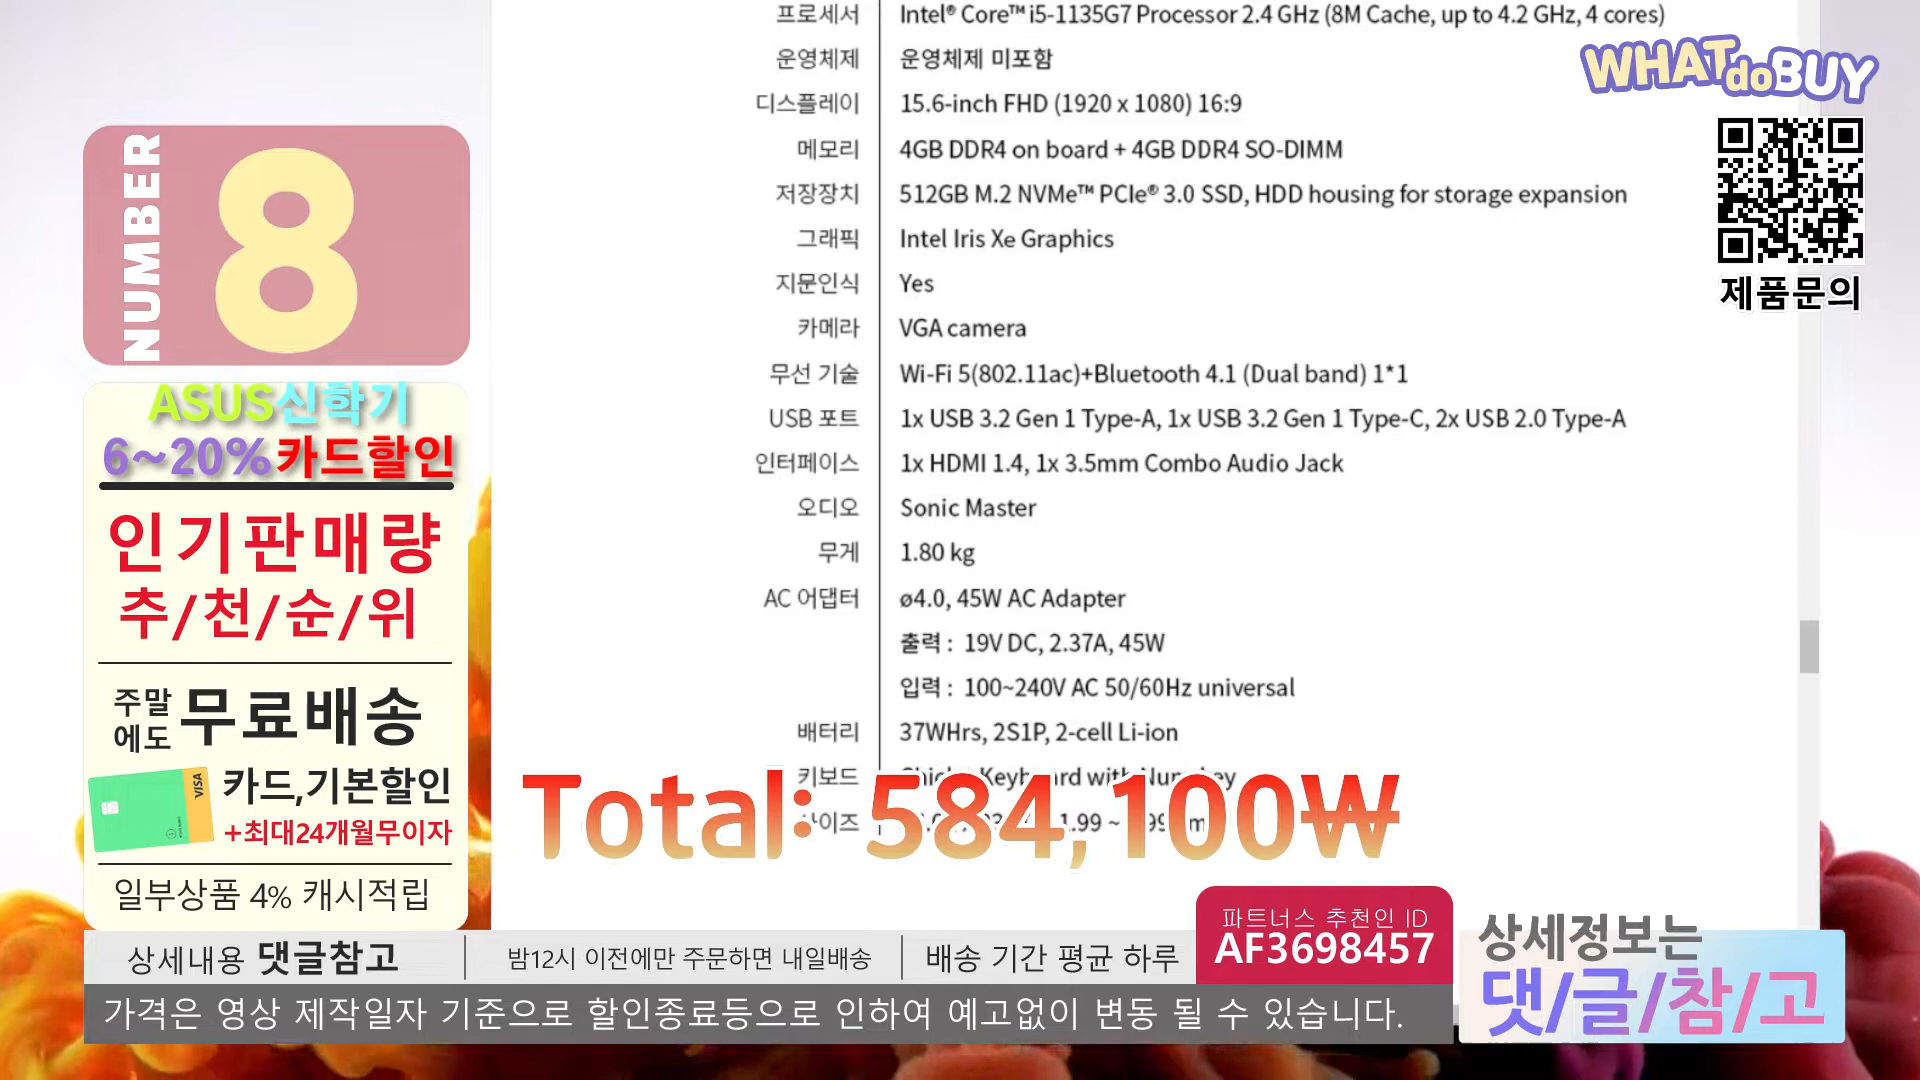 프로세서 Intel® Core™ i5-1135G7 Processor 2.4 GHz (8M Cache, up to 4.2 GHz, 4 cores)
운영체제 운영체제 미포함
디스플레이 15.6-inch FHD (1920 x 1080) 16:9
메모리 4GB DDR4 on board + 4GB DDR4 SO-DIMM
저장장치 512GB M.2 NVMe™ PCIe® 3.0 SSD, HDD housing for storage expansion
그래픽 Intel Iris Xe Graphics
지문인식 Yes
카메라 VGA camera
무선 기술 Wi-Fi 5(802.11ac)+Bluetooth 4.1 (Dual band) 1*1
USB 포트 1x USB 3.2 Gen 1 Type-A, 1x USB 3.2 Gen 1 Type-C, 2x USB 2.0 Type-A
인터페이스 1x HDMI 1.4, 1x 3.5mm Combo Audio Jack
오디오 Sonic Master
무게 1.80 kg
AC 어댑터 ø4.0, 45W AC Adapter
출력 : 19V DC, 2.37A, 45W
입력 : 100~240V AC 50/60Hz universal
배터리 37WHrs, 2S1P, 2-cell Li-ion
키보드 Keyboard with
Total: 584,100₩
WHAT do BUY
제품문의
NUMBER 8
ASUS신학기
6~20%카드할인
인기판매량
추/천/순/위
주말에도 무료배송
VISA
카드,기본할인
+최대24개월무이자
일부상품 4% 캐시적립
상세내용 댓글참고
밤12시 이전에만 주문하면 내일배송
배송 기간 평균 하루
파트너스 추천인 ID
AF3698457
상세정보는
댓/글/참/고
가격은 영상 제작일자 기준으로 할인종료등으로 인하여 예고없이 변동 될 수 있습니다.